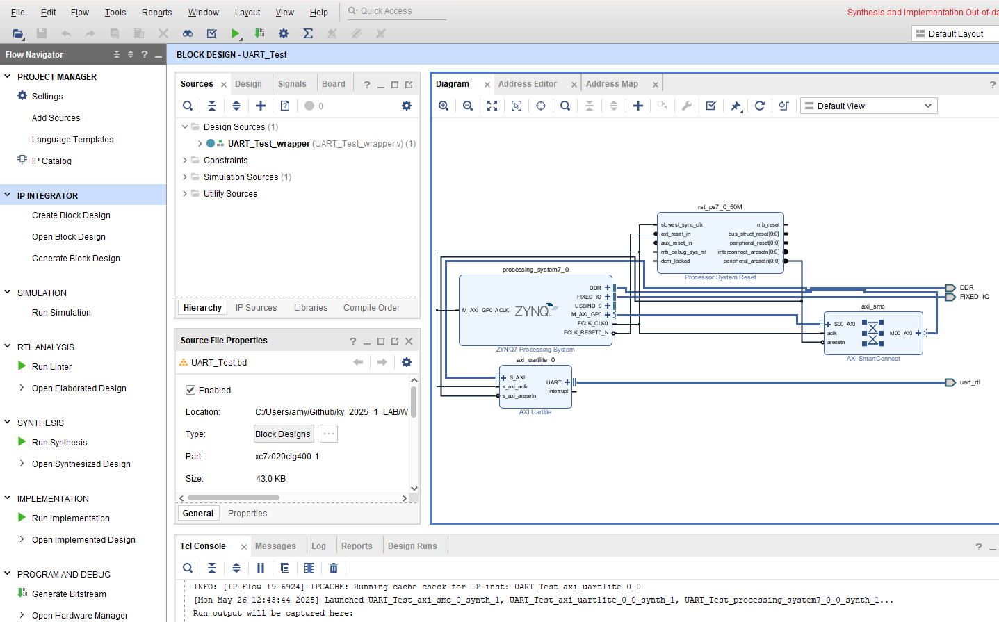 File Edit Flow Tools Reports Window Layout View Help Quick Access
Synthesis and Implementation Out-of-da
Default Layout
Flow Navigator
PROJECT MANAGER
Settings
Add Sources
Language Templates
IP Catalog
IP INTEGRATOR
Create Block Design
Open Block Design
Generate Block Design
SIMULATION
Run Simulation
RTL ANALYSIS
Run Linter
Open Elaborated Design
SYNTHESIS
Run Synthesis
Open Synthesized Design
IMPLEMENTATION
Run Implementation
Open Implemented Design
PROGRAM AND DEBUG
Generate Bitstream
Open Hardware Manager
BLOCK DESIGN - UART_Test
Sources Design Signals Board
0
Design Sources (1)
UART_Test_wrapper (UART_Test_wrapper.v) (1)
Constraints
Simulation Sources (1)
Utility Sources
Hierarchy IP Sources Libraries Compile Order
Source File Properties
UART_Test.bd
Enabled
Location: C:/Users/amy/Github/ky_2025_1_LAB/W
Type: Block Designs
Part: xc7z020clg400-1
Size: 43.0 KB
General Properties
Diagram Address Editor Address Map
Default View
rst_ps7_0_50M
slowest_sync_clk
ext_reset_in
aux_reset_in
mb_debug_sys_rst
dcm_locked
mb_reset
bus_struct_reset[0:0]
peripheral_reset[0:0]
interconnect_aresetn[0:0]
peripheral_aresetn[0:0]
Processor System Reset
processing_system7_0
M_AXI_GP0_ACLK
ZYNQ
DDR
FIXED_IO
USBIND_0
M_AXI_GP0
FCLK_CLK0
FCLK_RESET0_N
ZYNQ7 Processing System
axi_uartlite_0
S_AXI
s_axi_aclk
s_axi_aresetn
UART
interrupt
AXI Uartlite
axi_smc
S00_AXI
aclk
aresetn
M00_AXI
AXI SmartConnect
DDR
FIXED_IO
uart_rtl
Tcl Console Messages Log Reports Design Runs
INFO: [IP_Flow 19-6924] IPCACHE: Running cache check for IP inst: UART_Test_axi_uartlite_0_0
[Mon May 26 12:43:44 2025] Launched UART_Test_axi_smc_0_synth_1, UART_Test_axi_uartlite_0_0_synth_1, UART_Test_processing_system7_0_0_synth_1...
Run output will be captured here: